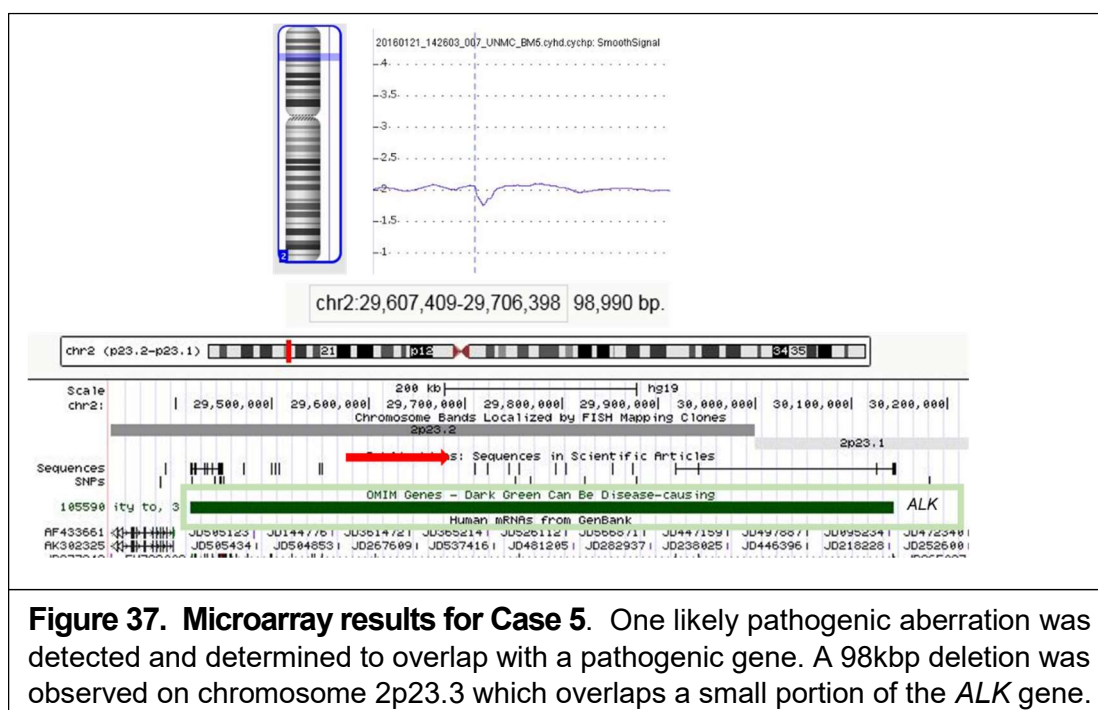 20160121_142603_007_UNMC_BM5.cyhd.cychp: SmoothSignal
4
3.5
3
2.5
2
1.5
1
2
chr2:29,607,409-29,706,398 98,990 bp.
chr2 (p23.2-p23.1) 21 p12 34 35
Scale 200 kb hg19
chr2: 29,500,000 29,600,000 29,700,000 29,800,000 29,900,000 30,000,000 30,100,000 30,200,000
Chromosome Bands Localized by FISH Mapping Clones
2p23.2
2p23.1
s: Sequences in Scientific Articles
Sequences
SNPs
OMIM Genes - Dark Green Can Be Disease-causing
105590 ity to, 3 ALK
Human mRNAs from GenBank
AF433661 JD505123 JD144776 JD361472 JD365214 JD526112 JD566871 JD447159 JD497887 JD095234 JD472340
AK302325 JD505434 JD504853 JD267609 JD537416 JD481205 JD282937 JD238025 JD446396 JD218228 JD252600
Figure 37. Microarray results for Case 5. One likely pathogenic aberration was
detected and determined to overlap with a pathogenic gene. A 98kbp deletion was
observed on chromosome 2p23.3 which overlaps a small portion of the ALK gene.